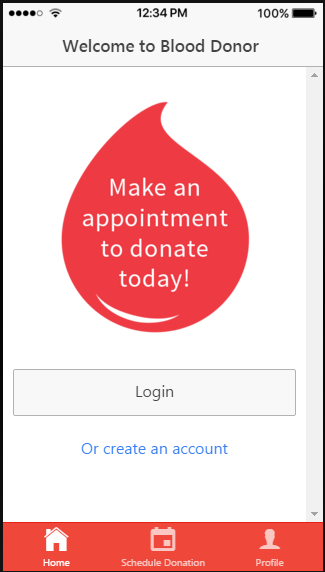 12:34 PM
100%
Welcome to Blood Donor
Make an
appointment
to donate
today!
Login
Or create an account
Home
Schedule Donation
Profile